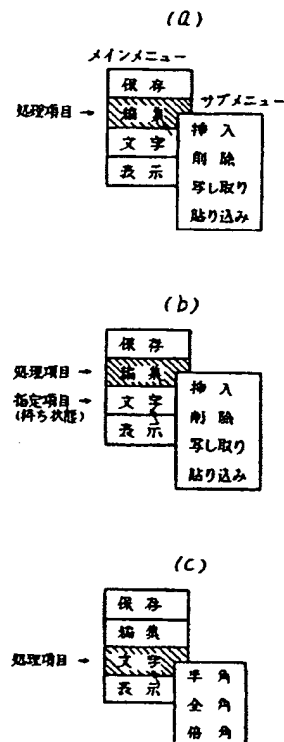 (a)
メインメニュー
保存
処理項目 → 編集 サブメニュー
文字 挿入
表示 削除
写し取り
貼り込み
(b)
保存
処理項目 → 編集
指定項目 → 文字 挿入
(待ち状態)
表示 削除
写し取り
貼り込み
(c)
保存
編集
処理項目 → 文字
表示 半角
全角
倍角